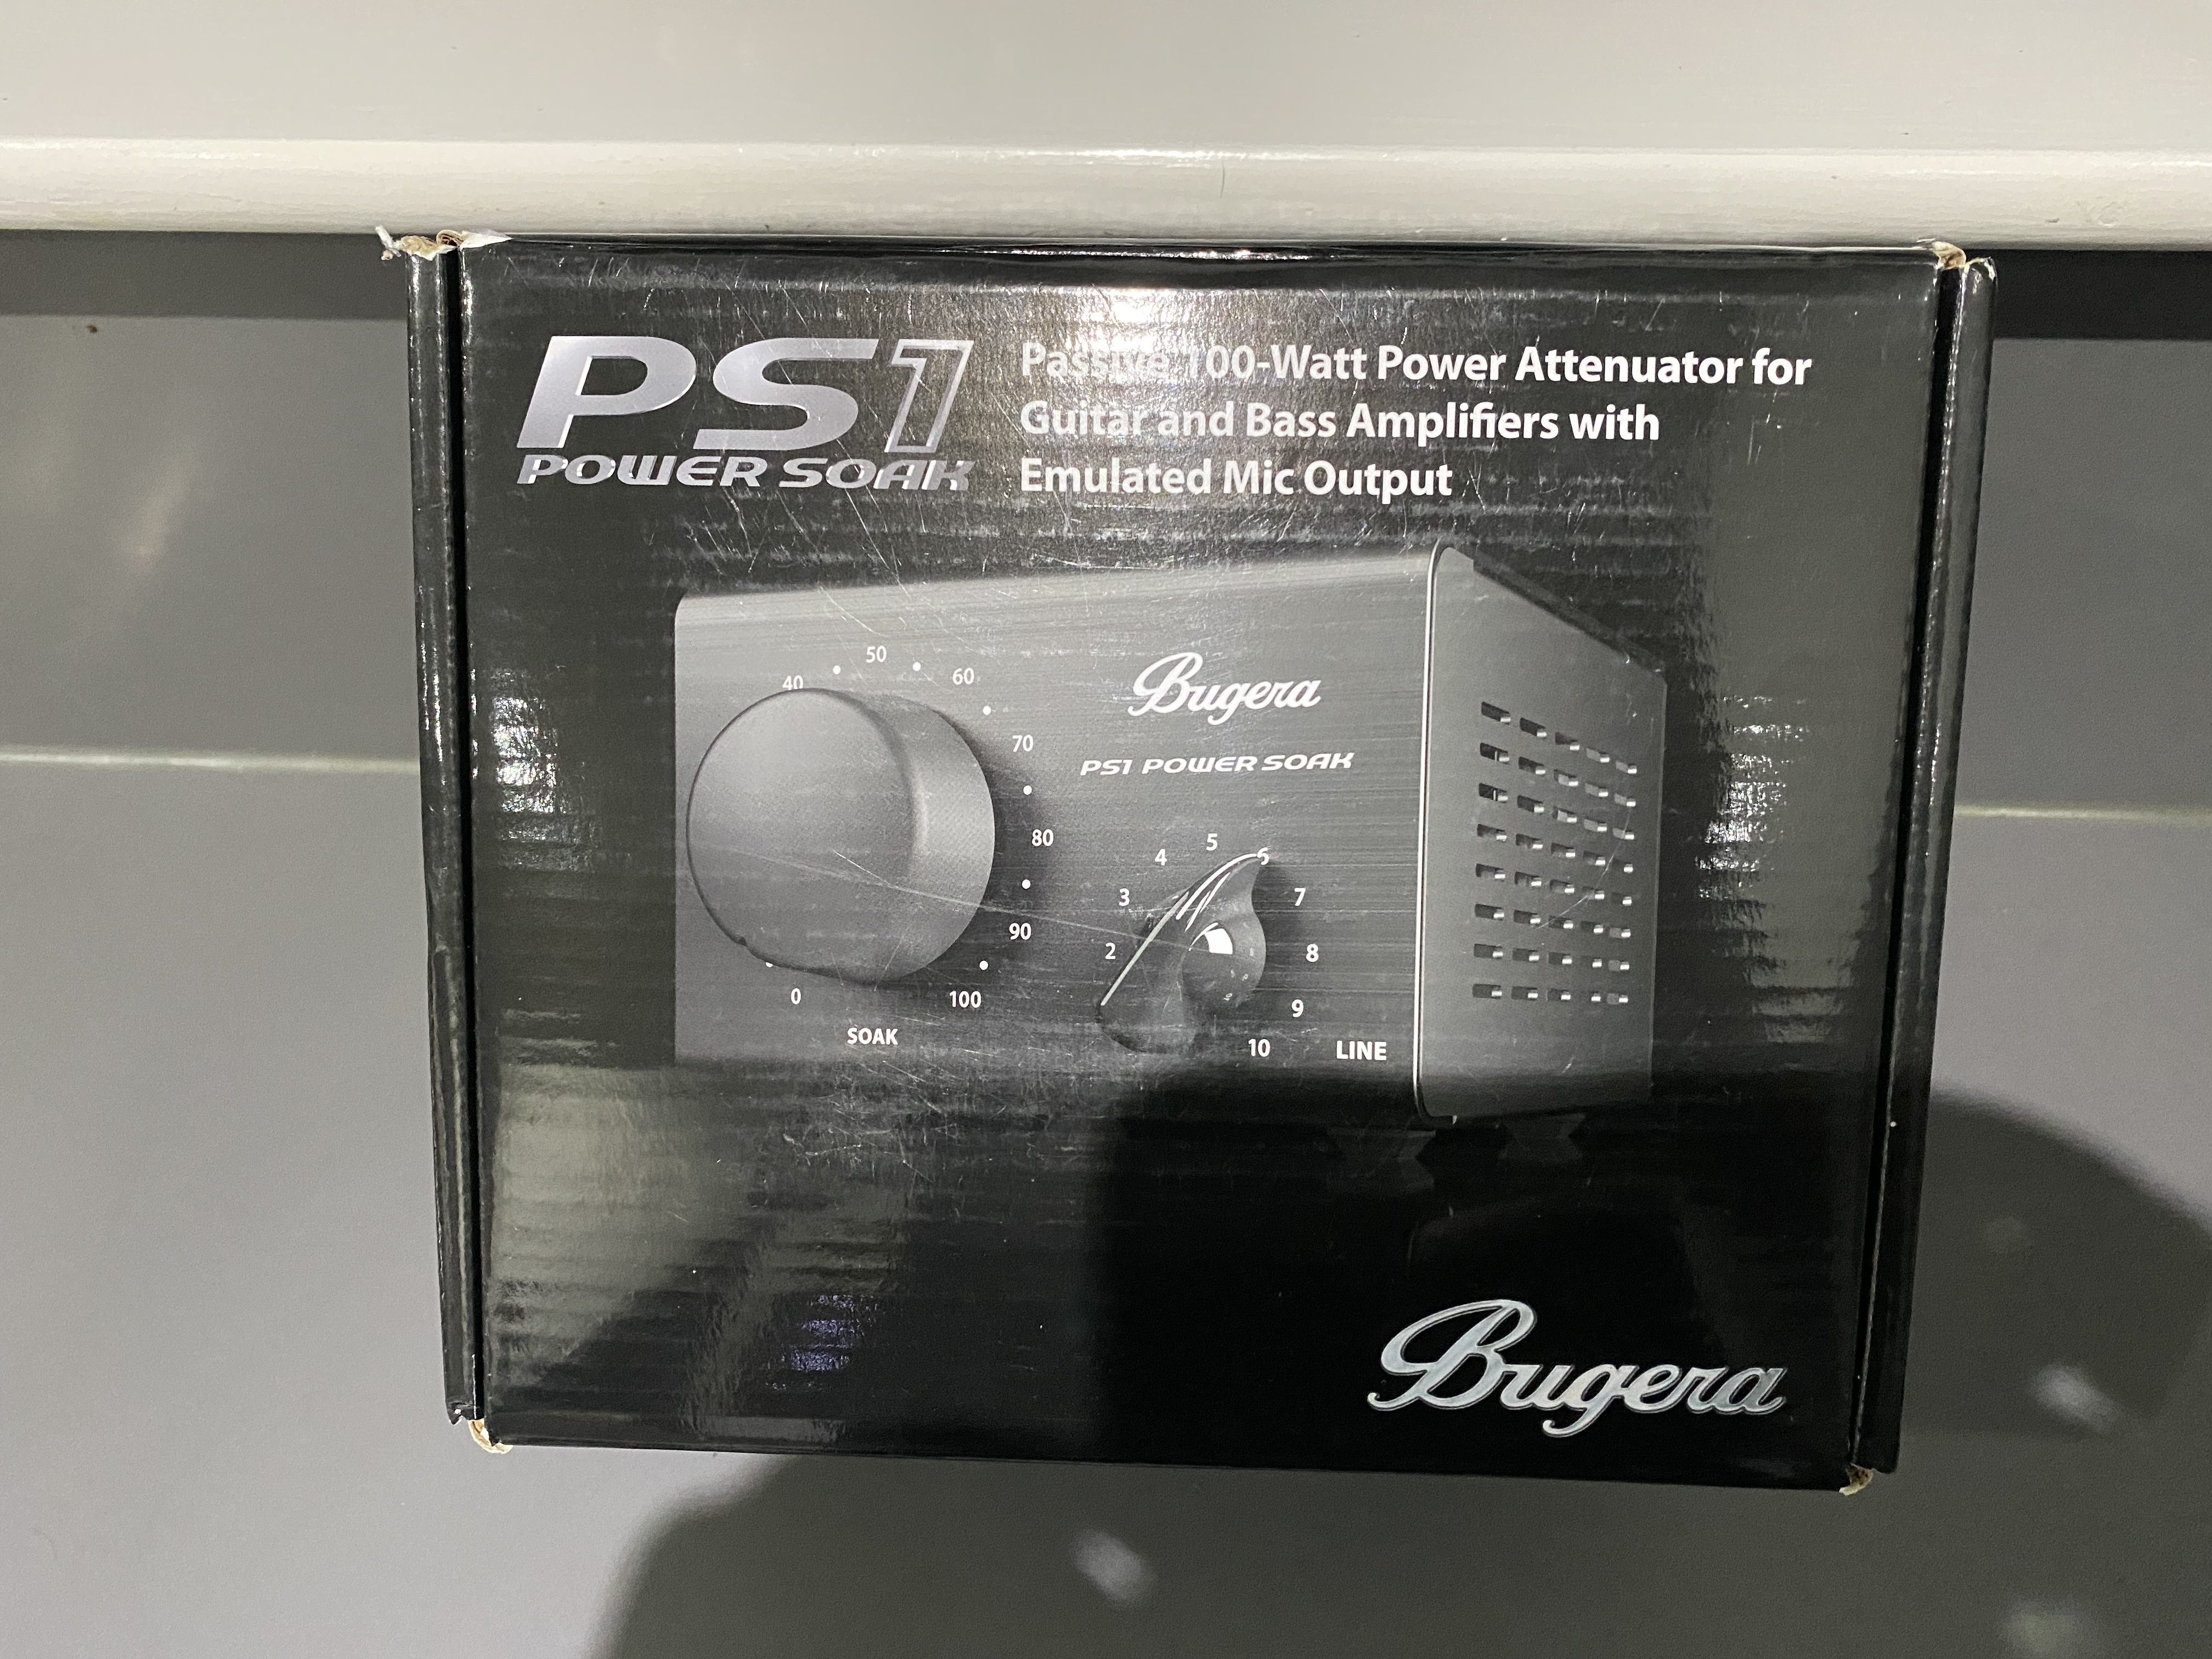 PS1
POWER SOAK
Passive 100-Watt Power Attenuator for
Guitar and Bass Amplifiers with
Emulated Mic Output
40
50
60
70
80
90
100
0
SOAK
Bugera
PS1 POWER SOAK
2
3
4
5
6
7
8
9
10
LINE
Bugera